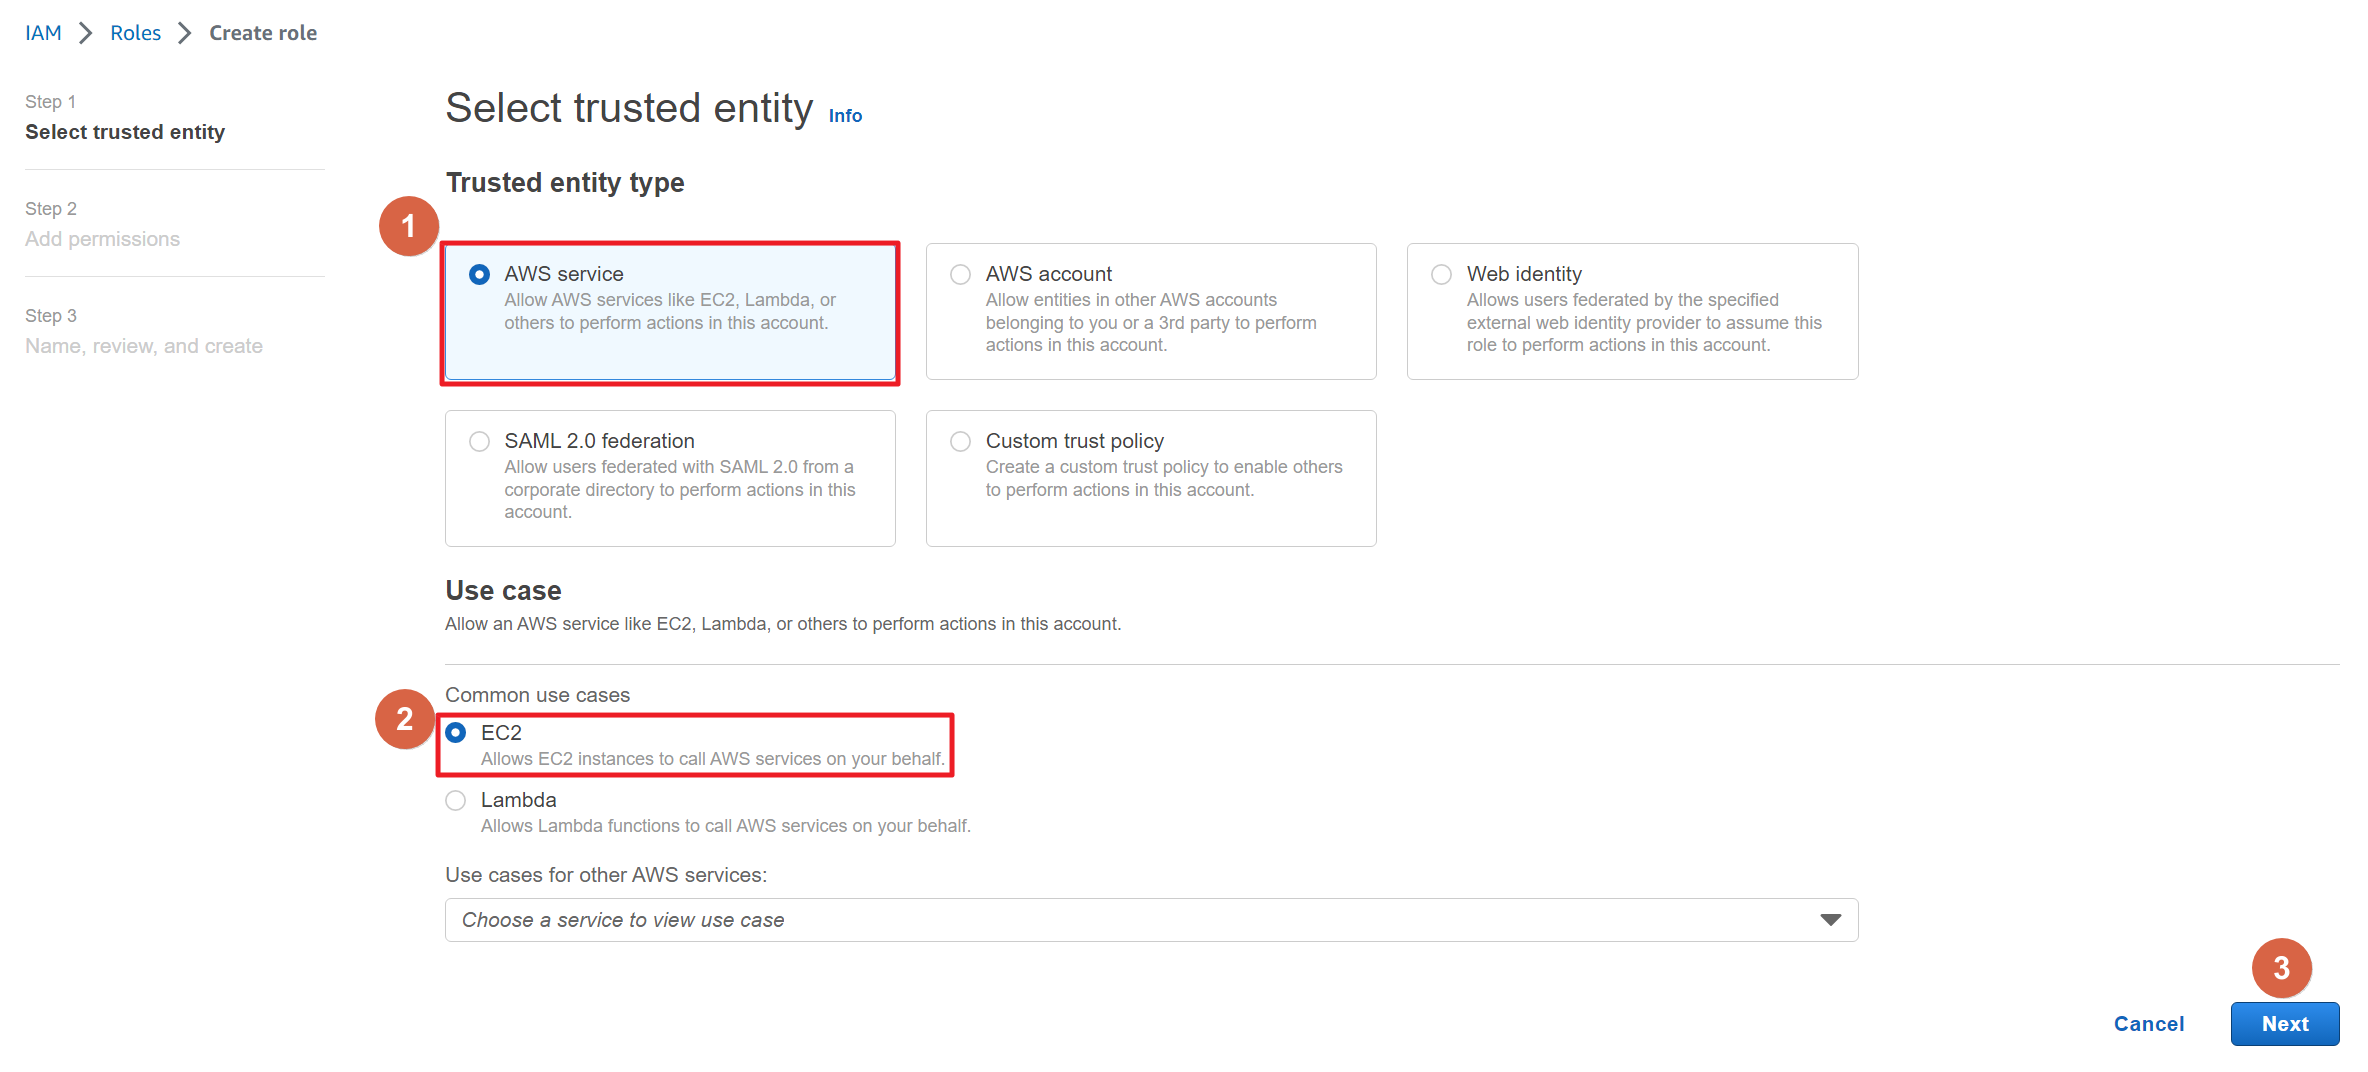 IAM > Roles > Create role
Step 1
Select trusted entity
Step 2
Add permissions
Step 3
Name, review, and create
Select trusted entity Info
Trusted entity type
1
AWS service
Allow AWS services like EC2, Lambda, or
others to perform actions in this account.
AWS account
Allow entities in other AWS accounts
belonging to you or a 3rd party to perform
actions in this account.
Web identity
Allows users federated by the specified
external web identity provider to assume this
role to perform actions in this account.
SAML 2.0 federation
Allow users federated with SAML 2.0 from a
corporate directory to perform actions in this
account.
Custom trust policy
Create a custom trust policy to enable others
to perform actions in this account.
Use case
Allow an AWS service like EC2, Lambda, or others to perform actions in this account.
Common use cases
2
EC2
Allows EC2 instances to call AWS services on your behalf.
Lambda
Allows Lambda functions to call AWS services on your behalf.
Use cases for other AWS services:
Choose a service to view use case
3
Cancel Next